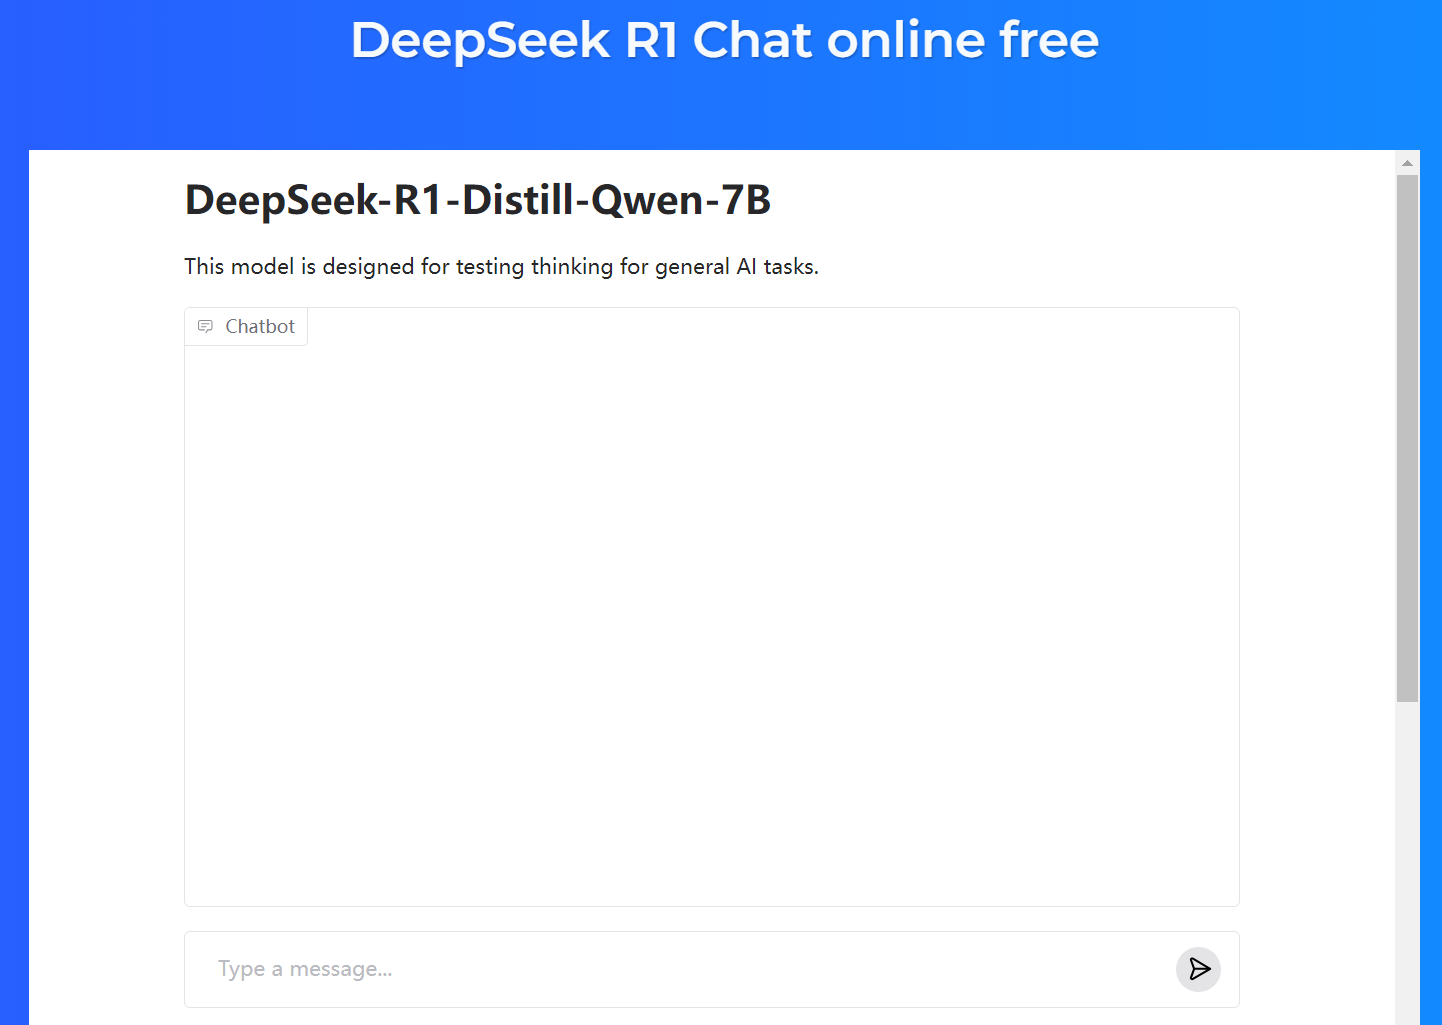 DeepSeek R1 Chat online free
DeepSeek-R1-Distill-Qwen-7B
This model is designed for testing thinking for general AI tasks.
Chatbot
Type a message...